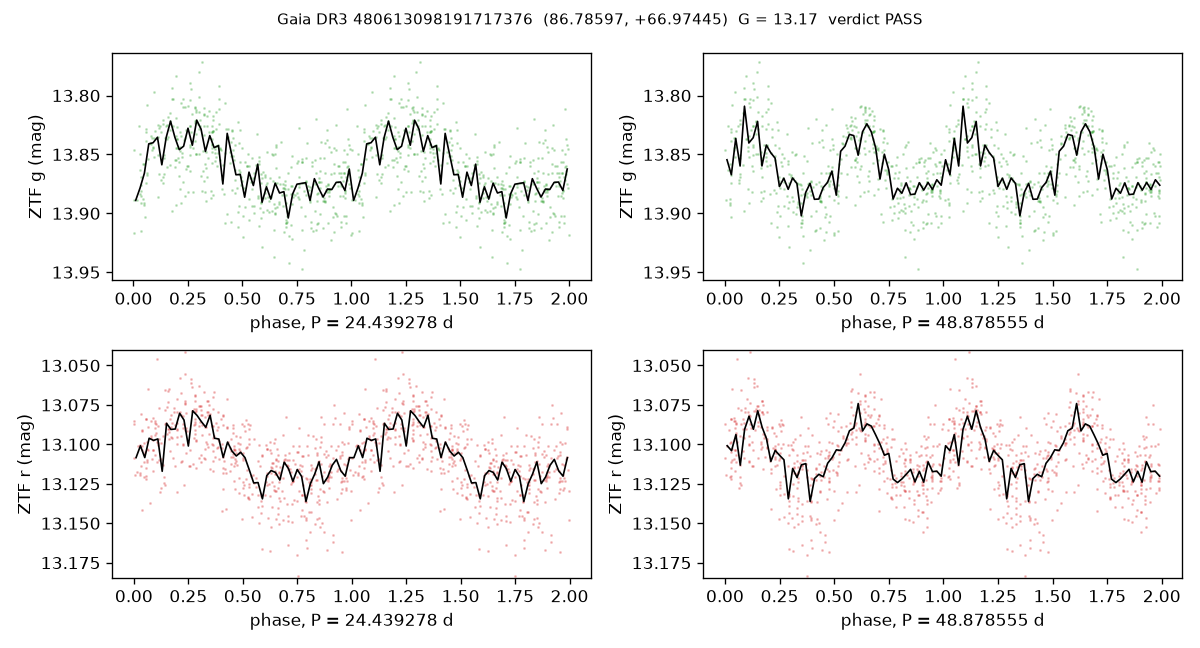 Gaia DR3 480613098191717376 (86.78597, +66.97445) G = 13.17 verdict PASS
ZTF g (mag)
13.80
13.85
13.90
13.95
0.00 0.25 0.50 0.75 1.00 1.25 1.50 1.75 2.00
phase, P = 24.439278 d
ZTF g (mag)
13.80
13.85
13.90
13.95
0.00 0.25 0.50 0.75 1.00 1.25 1.50 1.75 2.00
phase, P = 48.878555 d
ZTF r (mag)
13.050
13.075
13.100
13.125
13.150
13.175
0.00 0.25 0.50 0.75 1.00 1.25 1.50 1.75 2.00
phase, P = 24.439278 d
ZTF r (mag)
13.050
13.075
13.100
13.125
13.150
13.175
0.00 0.25 0.50 0.75 1.00 1.25 1.50 1.75 2.00
phase, P = 48.878555 d